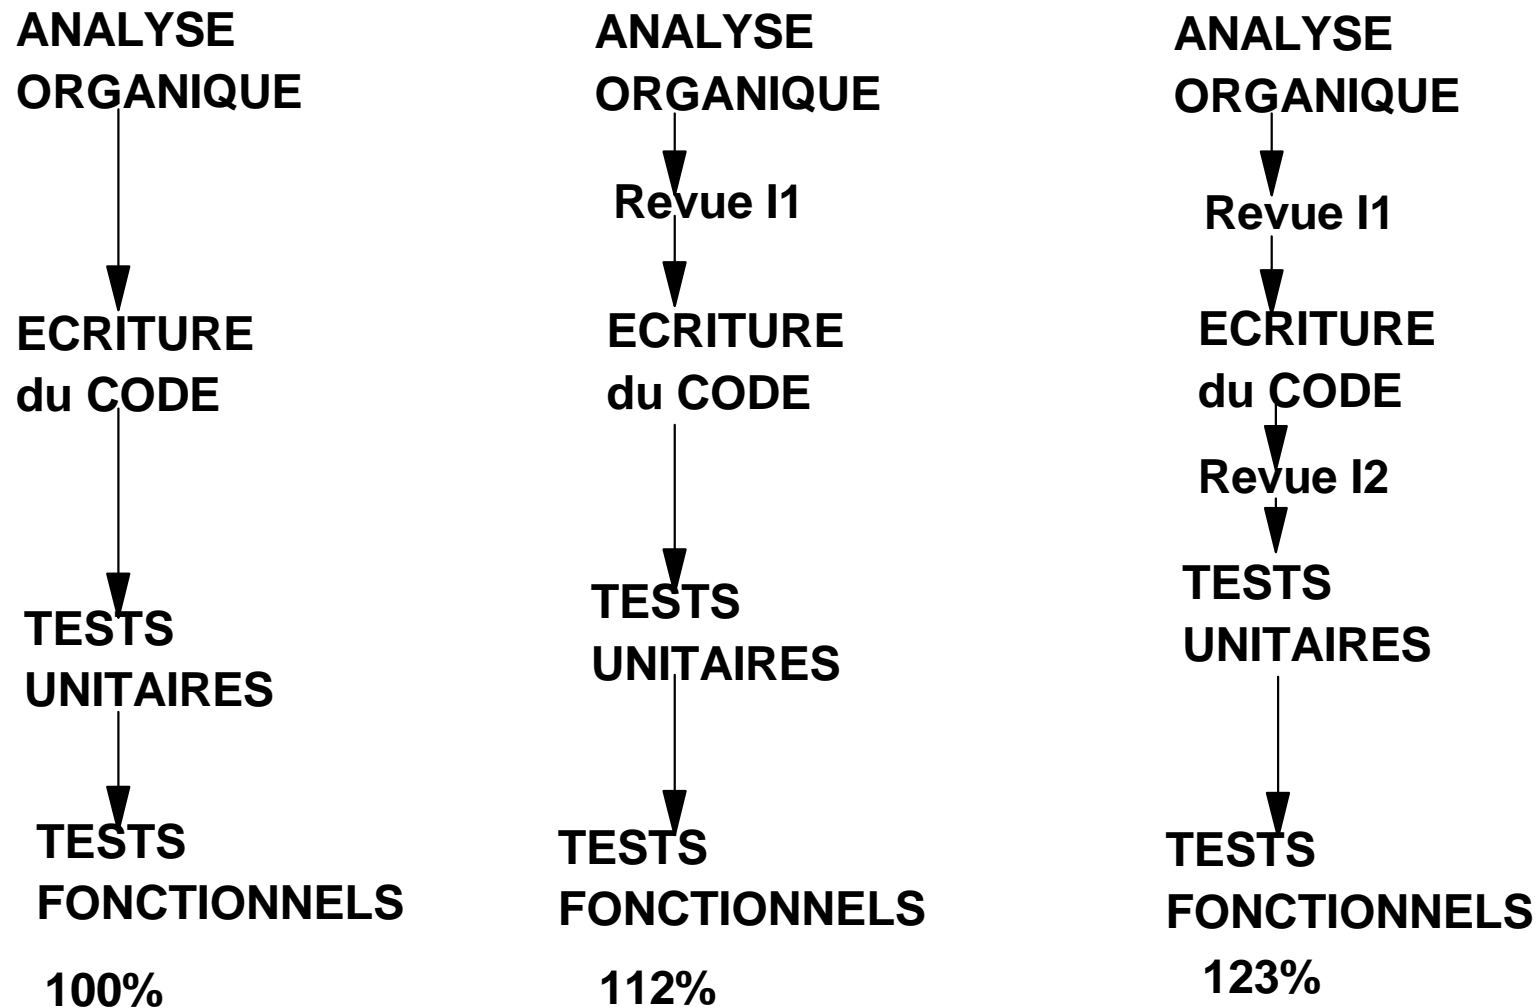 ANALYSE
ORGANIQUE
ECRITURE
du CODE
TESTS
UNITAIRES
TESTS
FONCTIONNELS
100%
ANALYSE
ORGANIQUE
Revue I1
ECRITURE
du CODE
TESTS
UNITAIRES
TESTS
FONCTIONNELS
112%
ANALYSE
ORGANIQUE
Revue I1
ECRITURE
du CODE
Revue I2
TESTS
UNITAIRES
TESTS
FONCTIONNELS
123%